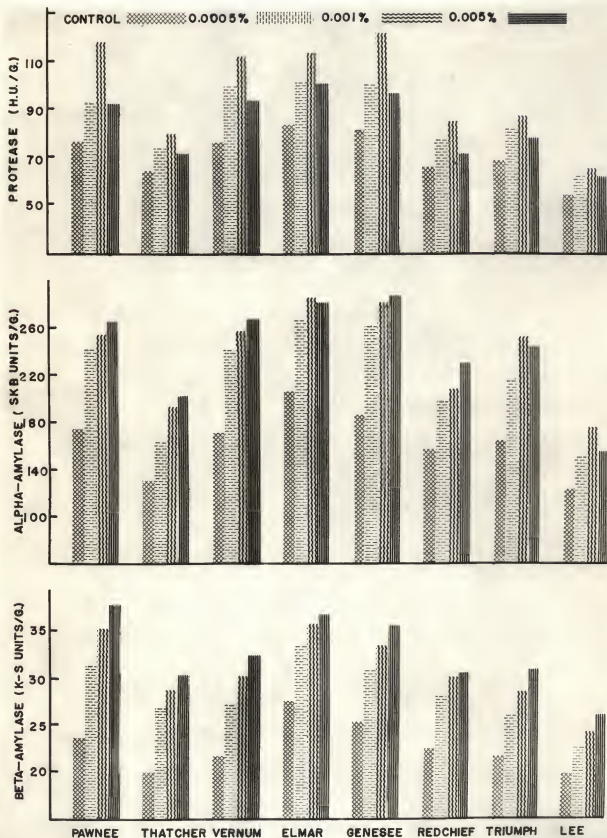 CONTROL 0.0005% 0.001% 0.005%
PROTEASE (H.U./G.)
110
90
70
50
ALPHA-AMYLASE (SKB UNITS/G.)
260
220
180
140
100
BETA-AMYLASE (K-S UNITS/G.)
35
30
25
20
PAWNEE THATCHER VERNUM ELMAR GENESEE REDCHIEF TRIUMPH LEE